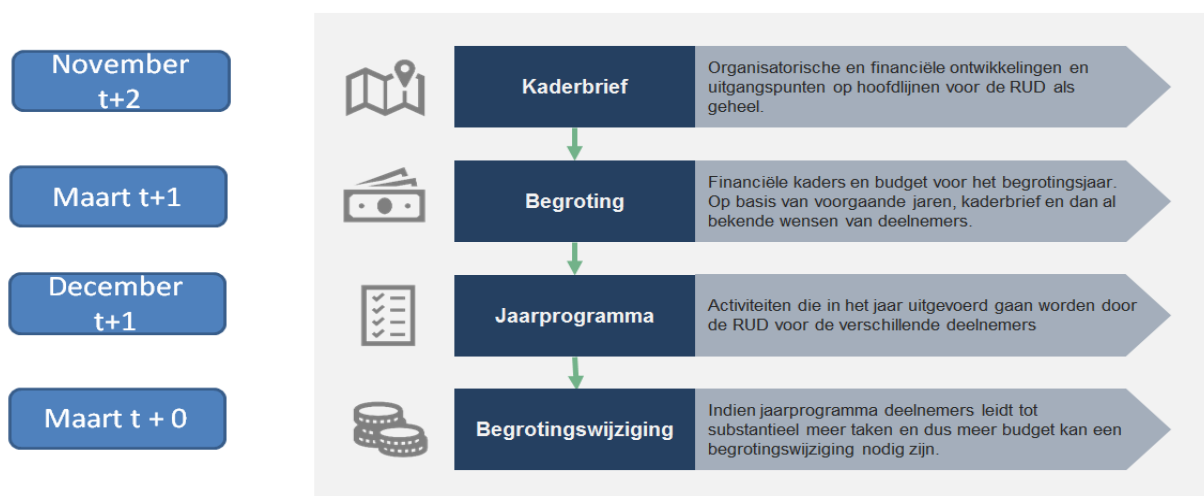 November
t+2
Kaderbrief
Organisatorische en financiële ontwikkelingen en
uitgangspunten op hoofdlijnen voor de RUD als
geheel.
Maart t+1
Begroting
Financiële kaders en budget voor het begrotingsjaar.
Op basis van voorgaande jaren, kaderbrief en dan al
bekende wensen van deelnemers.
December
t+1
Jaarprogramma
Activiteiten die in het jaar uitgevoerd gaan worden door
de RUD voor de verschillende deelnemers
Maart t + 0
Begrotingswijziging
Indien jaarprogramma deelnemers leidt tot
substantieel meer taken en dus meer budget kan een
begrotingswijziging nodig zijn.